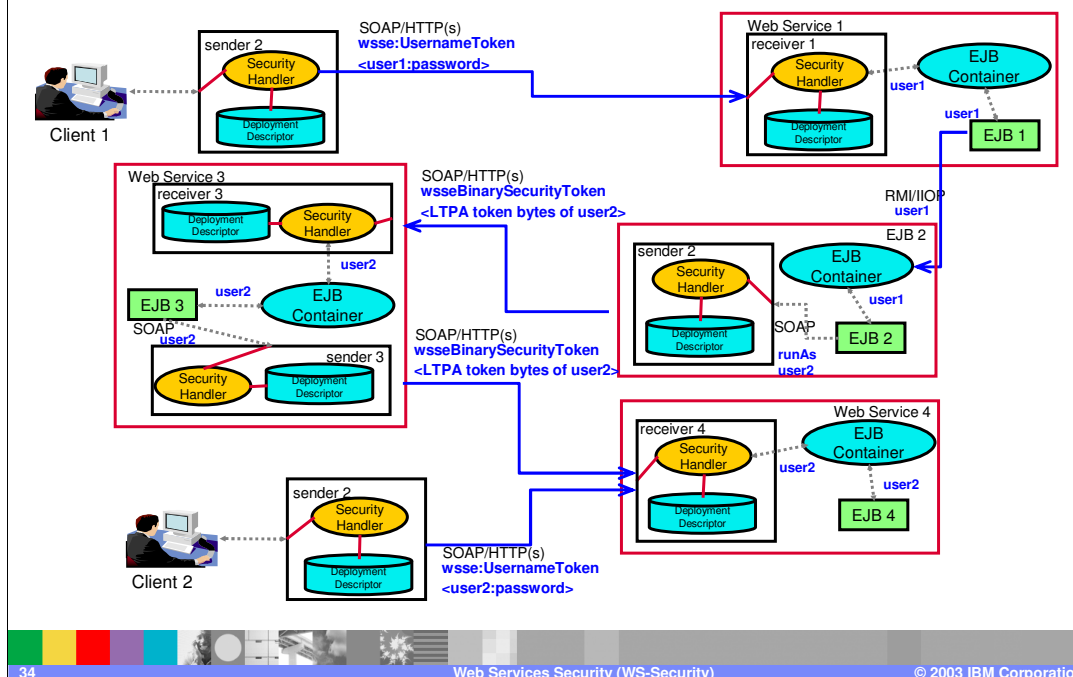 SOAP/HTTP(s)
wsse:UsernameToken
<user1:password>
sender 2
Security
Handler
Deployment
Descriptor
Client 1
Web Service 1
receiver 1
Security
Handler
Deployment
Descriptor
EJB
Container
user1
user1
EJB 1
RMI/IIOP
user1
Web Service 3
receiver 3
Deployment
Descriptor
Security
Handler
user2
EJB
Container
user2
EJB 3
SOAP
user2
sender 3
Security
Handler
Deployment
Descriptor
SOAP/HTTP(s)
wsseBinarySecurityToken
<LTPA token bytes of user2>
EJB 2
sender 2
Security
Handler
Deployment
Descriptor
EJB
Container
user1
SOAP
EJB 2
runAs
user2
SOAP/HTTP(s)
wsseBinarySecurityToken
<LTPA token bytes of user2>
Web Service 4
receiver 4
Security
Handler
Deployment
Descriptor
EJB
Container
user2
user2
EJB 4
sender 2
Security
Handler
Deployment
Descriptor
Client 2
SOAP/HTTP(s)
wsse:UsernameToken
<user2:password>
34
Web Services Security (WS-Security)
© 2003 IBM Corporatio